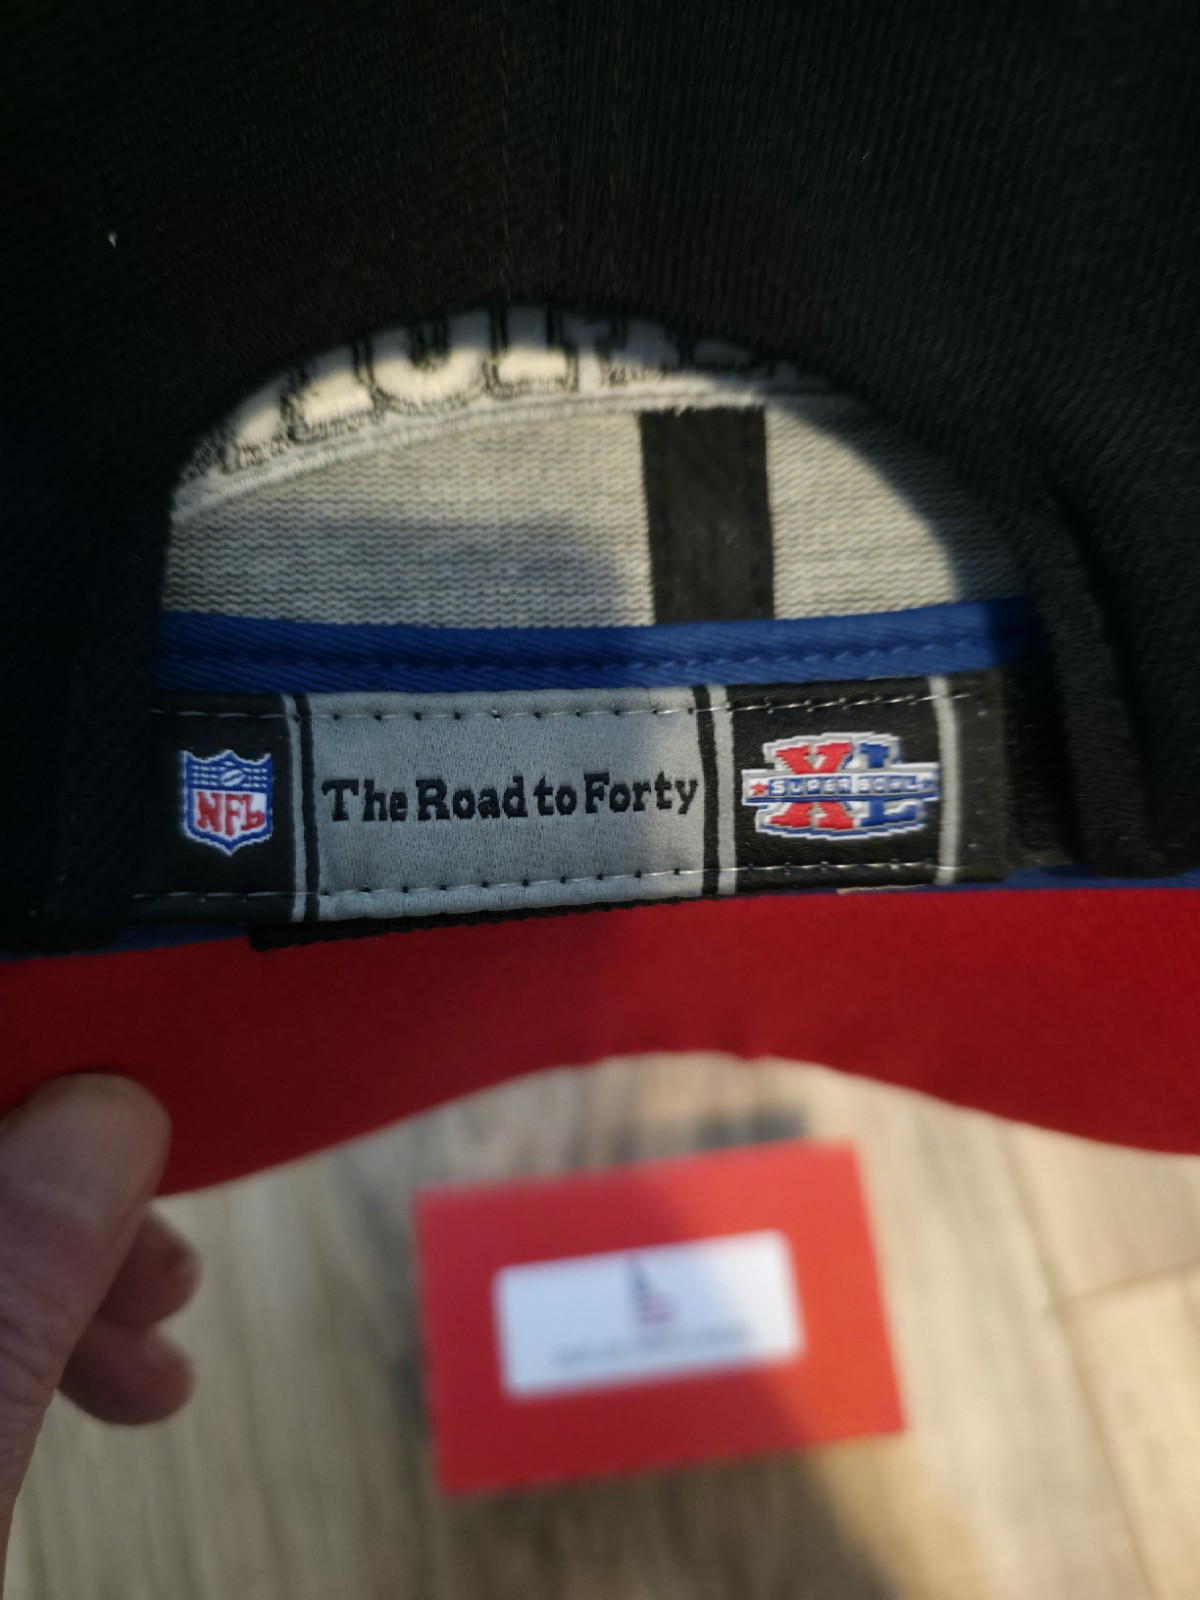 NFL
The Road to Forty
XL
SUPER BOWL